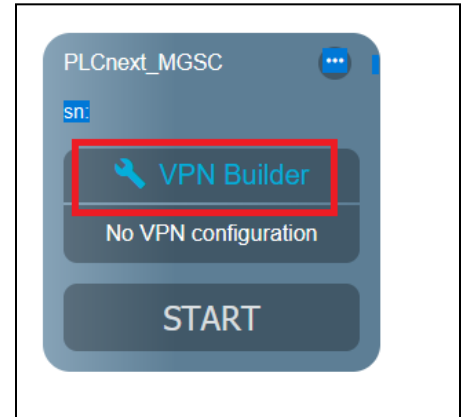 PLCnext_MGSC
sn:
VPN Builder
No VPN configuration
START